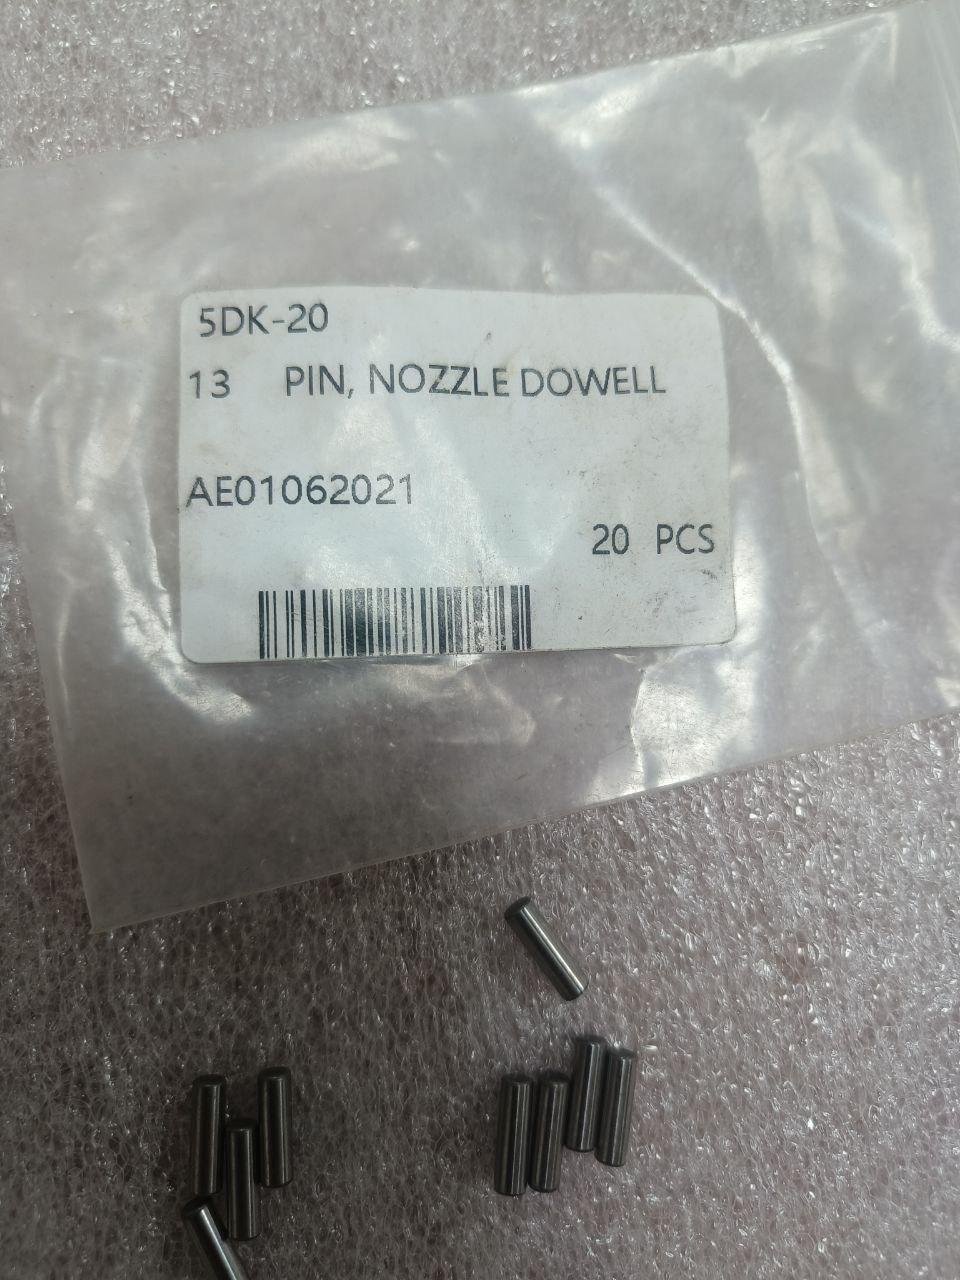 5DK-20
13 PIN, NOZZLE DOWELL
AE01062021
20 PCS